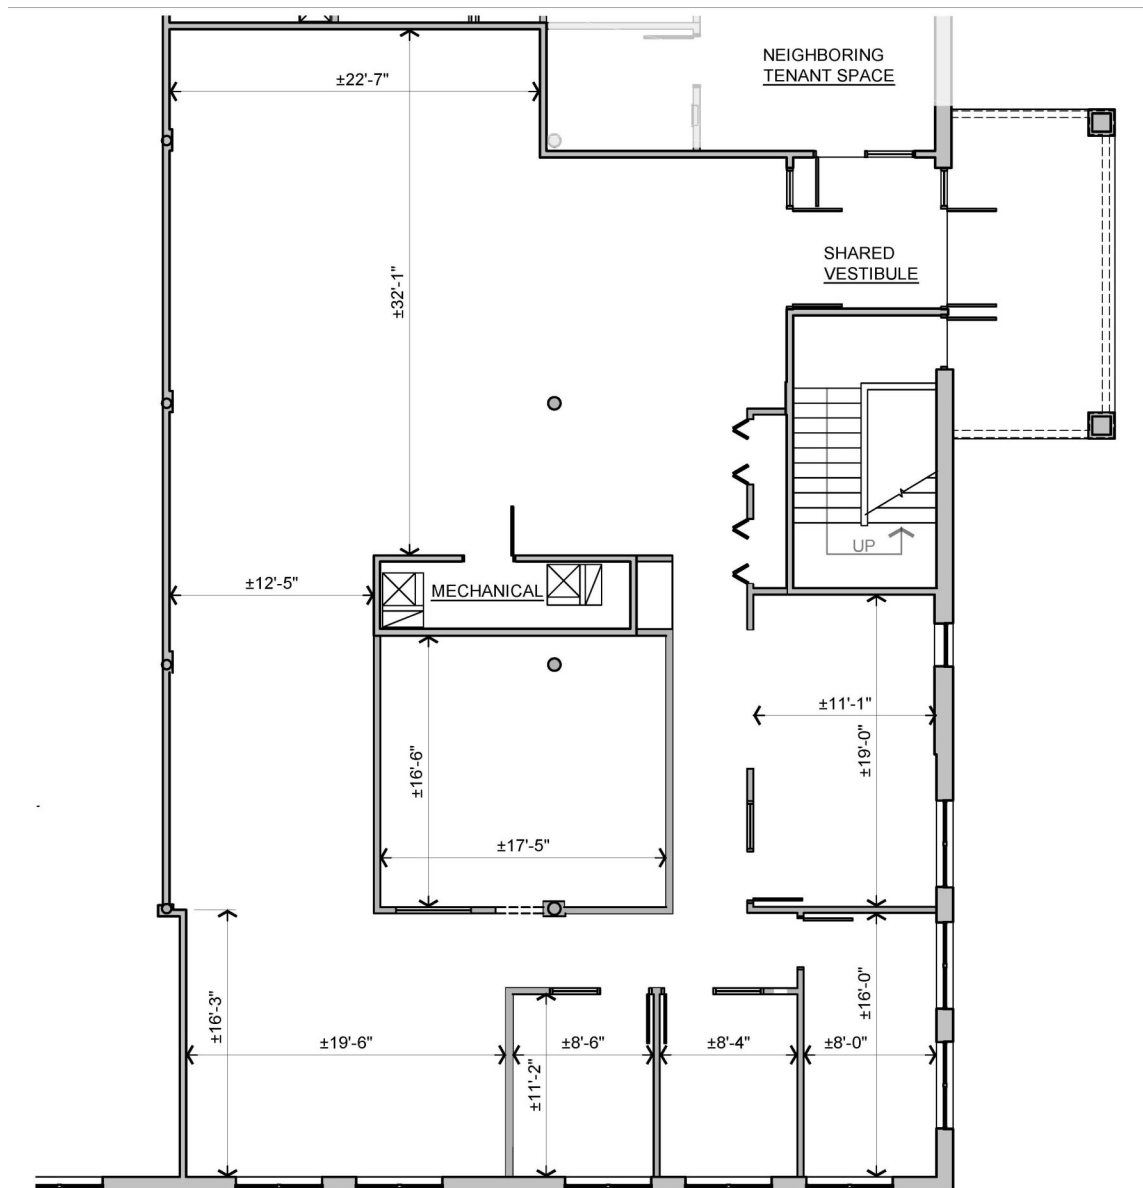 NEIGHBORING
TENANT SPACE
±22'-7"
SHARED
VESTIBULE
±32'-1"
UP
±12'-5"
MECHANICAL
±11'-1"
±19'-0"
±16'-6"
±17'-5"
±16'-3"
±16'-0"
±19'-6"
±8'-6"
±8'-4"
±8'-0"
±11'-2"